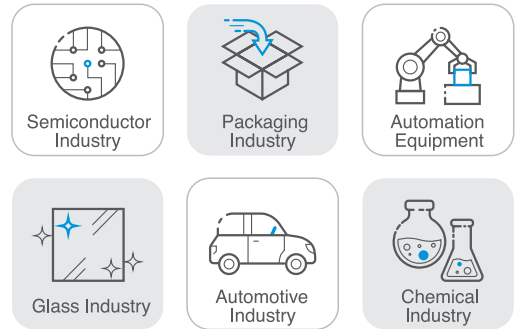 Semiconductor
Industry
Packaging
Industry
Automation
Equipment
Glass Industry
Automotive
Industry
Chemical
Industry